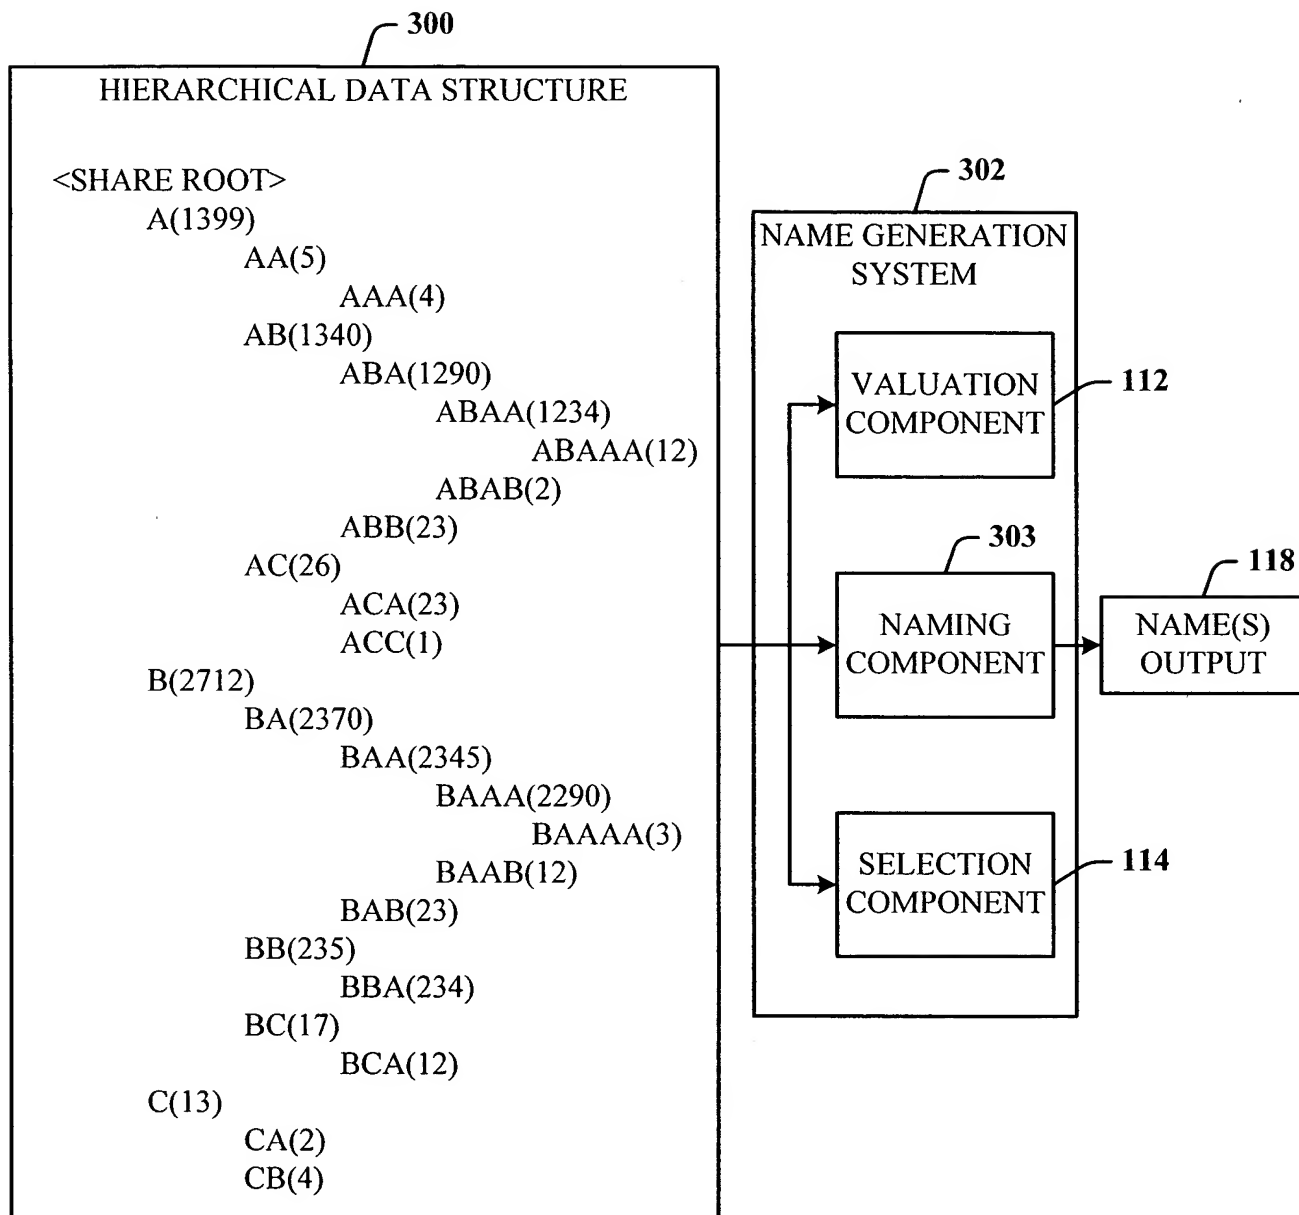 300
HIERARCHICAL DATA STRUCTURE
<SHARE ROOT>
A(1399)
AA(5)
AAA(4)
AB(1340)
ABA(1290)
ABAA(1234)
ABAAA(12)
ABAB(2)
ABB(23)
AC(26)
ACA(23)
ACC(1)
B(2712)
BA(2370)
BAA(2345)
BAAA(2290)
BAAAA(3)
BAAB(12)
BAB(23)
BB(235)
BBA(234)
BC(17)
BCA(12)
C(13)
CA(2)
CB(4)
302
NAME GENERATION
SYSTEM
VALUATION
COMPONENT
112
303
NAMING
COMPONENT
118
NAME(S)
OUTPUT
SELECTION
COMPONENT
114